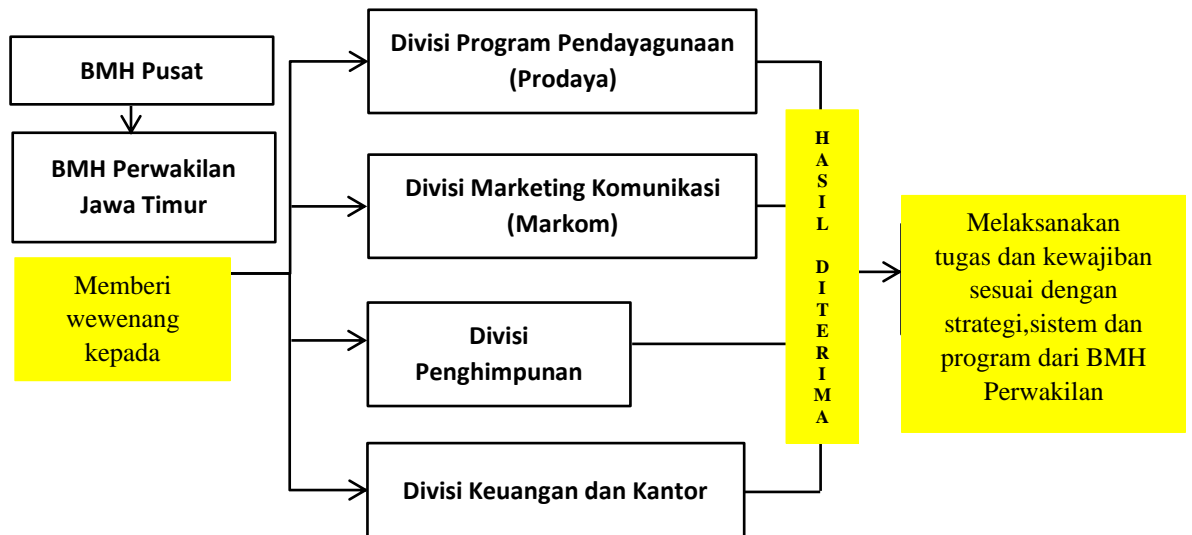 BMH Pusat
BMH Perwakilan
Jawa Timur
Memberi
wewenang
kepada
Divisi Program Pendayagunaan
(Prodaya)
Divisi Marketing Komunikasi
(Markom)
Divisi
Penghimpunan
Divisi Keuangan dan Kantor
H
A
S
I
L
D
I
T
E
R
I
M
A
Melaksanakan
tugas dan kewajiban
sesuai dengan
strategi,sistem dan
program dari BMH
Perwakilan